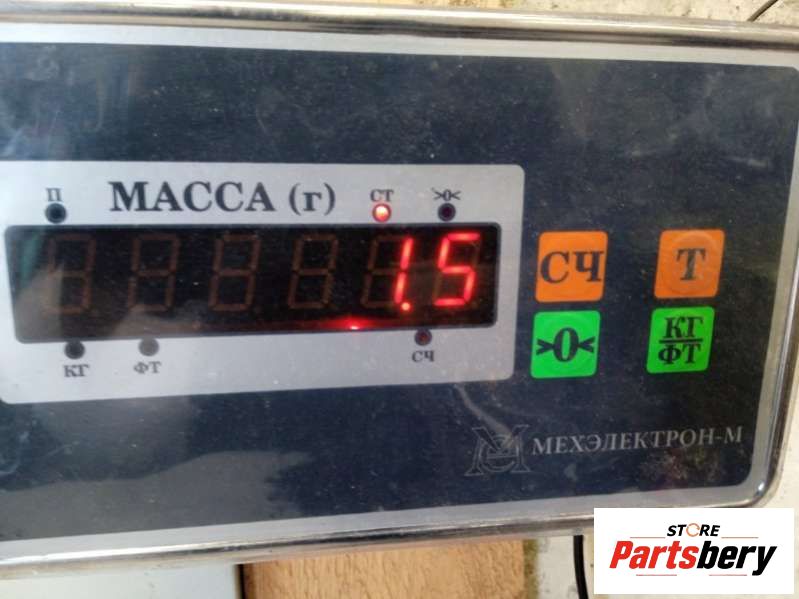 П МАССА (г) СТ >0<
1.5
КГ ФТ СЧ
СЧ Т
>0< КГ
ФТ
МЕХЭЛЕКТРОН-М
STORE
Partsbery